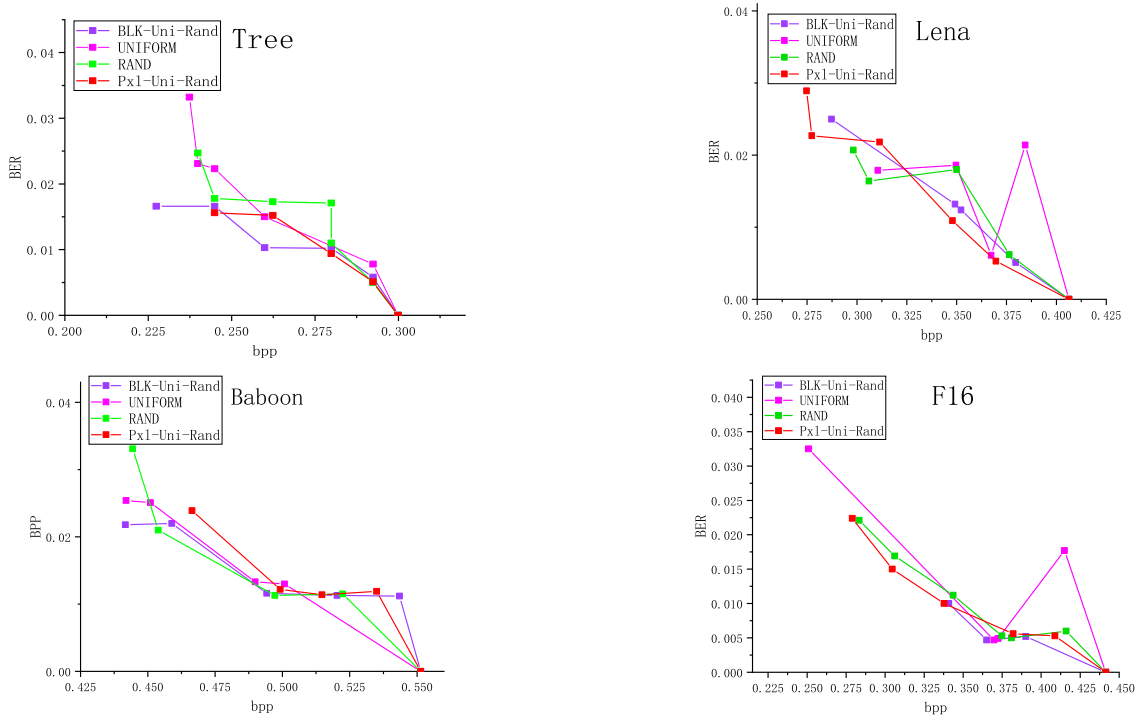 BLK-Uni-Rand
UNIFORM
RAND
Pxl-Uni-Rand
Tree
0.04
0.03
0.02
0.01
0.00
BER
0.200 0.225 0.250 0.280 0.300
bpp
BLK-Uni-Rand
UNIFORM
RAND
Pxl-Uni-Rand
Lena
0.04
0.02
0.00
BER
0.250 0.275 0.300 0.325 0.350 0.375 0.400 0.425
bpp
BLK-Uni-Rand
UNIFORM
RAND
Pxl-Uni-Rand
Baboon
0.04
0.02
0.00
BPP
0.425 0.450 0.475 0.500 0.525 0.550
bpp
BLK-Uni-Rand
UNIFORM
RAND
Pxl-Uni-Rand
F16
0.040
0.035
0.030
0.025
0.020
0.015
0.010
0.005
0.000
BER
0.225 0.250 0.275 0.300 0.325 0.350 0.375 0.400 0.425 0.450
bpp